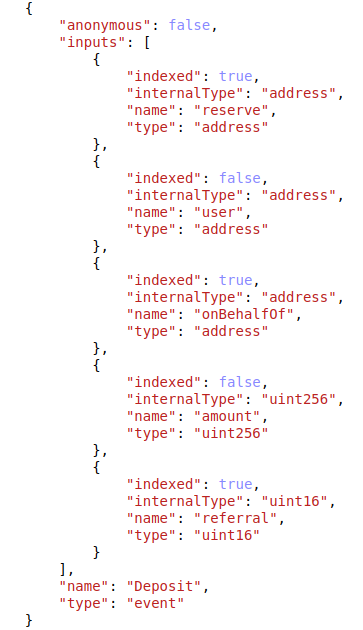 {
    "anonymous": false,
    "inputs": [
        {
            "indexed": true,
            "internalType": "address",
            "name": "reserve",
            "type": "address"
        },
        {
            "indexed": false,
            "internalType": "address",
            "name": "user",
            "type": "address"
        },
        {
            "indexed": true,
            "internalType": "address",
            "name": "onBehalfOf",
            "type": "address"
        },
        {
            "indexed": false,
            "internalType": "uint256",
            "name": "amount",
            "type": "uint256"
        },
        {
            "indexed": true,
            "internalType": "uint16",
            "name": "referral",
            "type": "uint16"
        }
    ],
    "name": "Deposit",
    "type": "event"
}